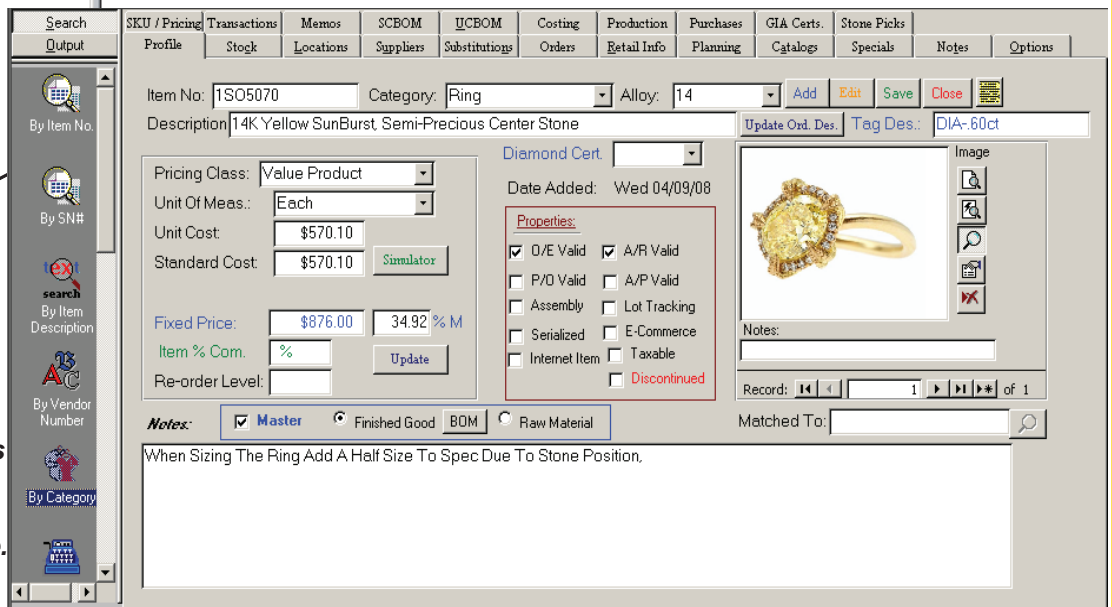 Search
Output
By Item No.
By SN#
text
search
By Item
Description
ABC
By Vendor
Number
By Category
s
.
SKU / Pricing Transactions Memos SCBOM UCBOM Costing Production Purchases GIA Certs. Stone Picks
Profile Stock Locations Suppliers Substitutions Orders Retail Info Planning Catalogs Specials Notes Options
Item No: 1SO5070 Category: Ring Alloy: 14 Add Edit Save Close
Description 14K Yellow SunBurst, Semi-Precious Center Stone Update Ord. Des. Tag Des.: DIA-.60ct
Diamond Cert. Image
Pricing Class: Value Product
Date Added: Wed 04/09/08
Unit Of Meas.: Each
Unit Cost: $570.10
Standard Cost: $570.10 Simulator
Fixed Price: $876.00 34.92 % M
Item % Com. % Update
Re-order Level:
Properties:
O/E Valid A/R Valid
P/O Valid A/P Valid
Assembly Lot Tracking
Serialized E-Commerce
Internet Item Taxable
Discontinued
Notes:
Record: 1 of 1
Notes: Master Finished Good BOM Raw Material Matched To:
When Sizing The Ring Add A Half Size To Spec Due To Stone Position,